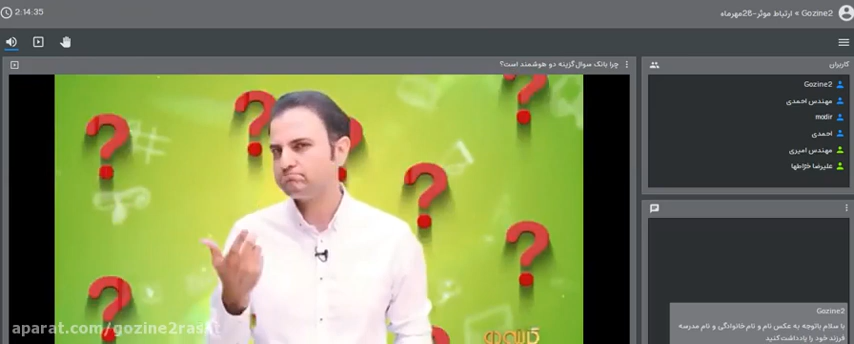 2:14:35
Gozine2 » ارتباط موثر-28مهرماه
چرا بانک سوال گزینه دو هوشمند است؟
کاربران
Gozine2
مهندس احمدی
modir
احمدی
مهندس امیری
علیرضا خڑاطها
Gozine2
با سلام باتوجه به عکس نام و نام خانوادگی و نام مدرسه
فرزند خود را یادداشت کنید
aparat.com/gozine2rasht